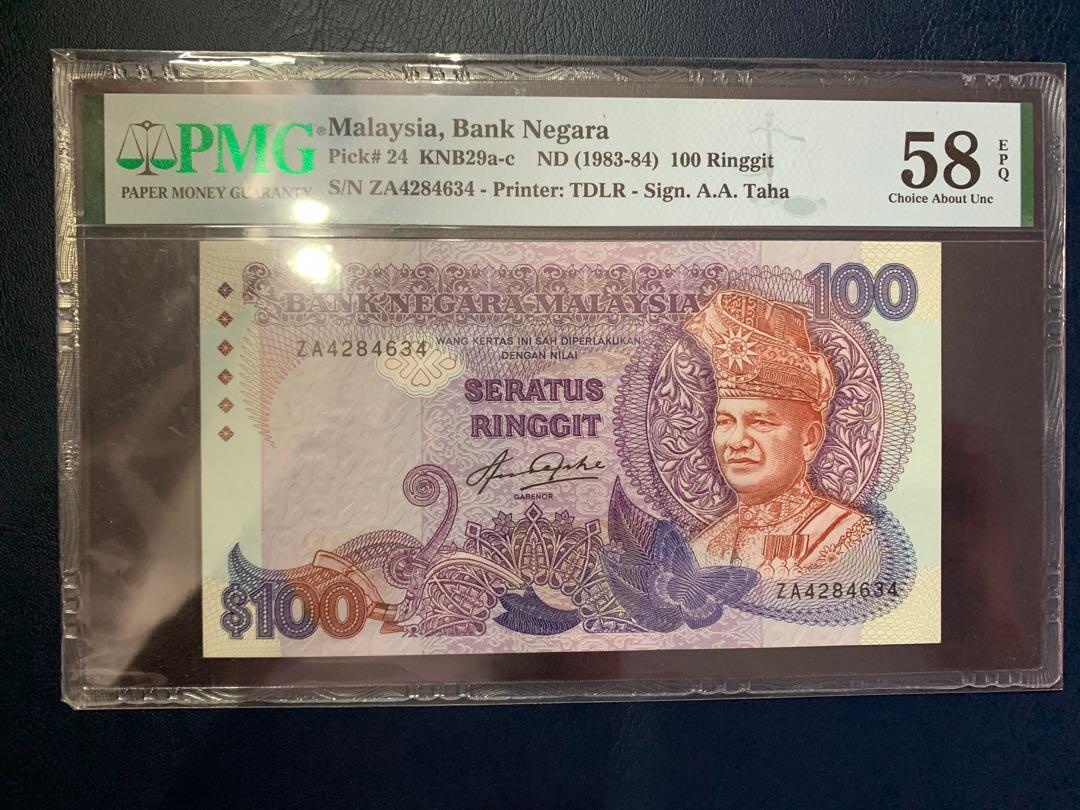 PMG®
PAPER MONEY GUARANTY
Malaysia, Bank Negara
Pick# 24 KNB29a-c ND (1983-84) 100 Ringgit
S/N ZA4284634 - Printer: TDLR - Sign. A.A. Taha
58
EPQ
Choice About Unc
BANK NEGARA MALAYSIA
100
ZA4284634
WANG KERTAS INI SAH DIPERLAKUKAN
DENGAN NILAI
SERATUS
RINGGIT
GABENOR
$100
ZA4284634